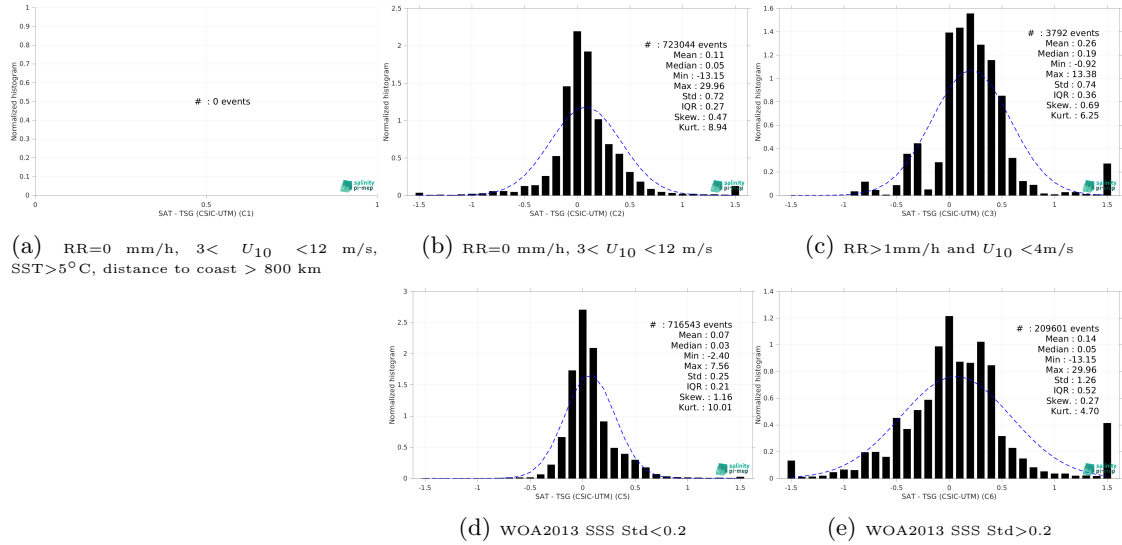 1
0.9
0.8
0.7
0.6
0.5
0.4
0.3
0.2
0.1
0
Normalized histogram
# : 0 events
0 0.5 1
SAT - TSG (CSIC-UTM) (C1)
salinity
pi-mep
(a) RR=0 mm/h, 3< U10 <12 m/s,
SST>5°C, distance to coast > 800 km
2.5
2
1.5
1
0.5
0
Normalized histogram
# : 723044 events
Mean : 0.11
Median : 0.05
Min : -13.15
Max : 29.96
Std : 0.72
IQR : 0.27
Skew. : 0.47
Kurt. : 8.94
-1.5 -1 -0.5 0 0.5 1 1.5
SAT - TSG (CSIC-UTM) (C2)
salinity
pi-mep
(b) RR=0 mm/h, 3< U10 <12 m/s
1.6
1.4
1.2
1
0.8
0.6
0.4
0.2
0
Normalized histogram
# : 3792 events
Mean : 0.26
Median : 0.19
Min : -0.92
Max : 13.38
Std : 0.74
IQR : 0.36
Skew. : 0.69
Kurt. : 6.25
-1.5 -1 -0.5 0 0.5 1 1.5
SAT - TSG (CSIC-UTM) (C3)
salinity
pi-mep
(c) RR>1mm/h and U10 <4m/s
3
2.5
2
1.5
1
0.5
0
Normalized histogram
# : 716543 events
Mean : 0.07
Median : 0.03
Min : -2.40
Max : 7.56
Std : 0.25
IQR : 0.21
Skew. : 1.16
Kurt. : 10.01
-1.5 -1 -0.5 0 0.5 1 1.5
SAT - TSG (CSIC-UTM) (C5)
salinity
pi-mep
(d) WOA2013 SSS Std<0.2
1.4
1.2
1
0.8
0.6
0.4
0.2
0
Normalized histogram
# : 209601 events
Mean : 0.14
Median : 0.05
Min : -13.15
Max : 29.96
Std : 1.26
IQR : 0.52
Skew. : 0.27
Kurt. : 4.70
-1.5 -1 -0.5 0 0.5 1 1.5
SAT - TSG (CSIC-UTM) (C6)
salinity
pi-mep
(e) WOA2013 SSS Std>0.2